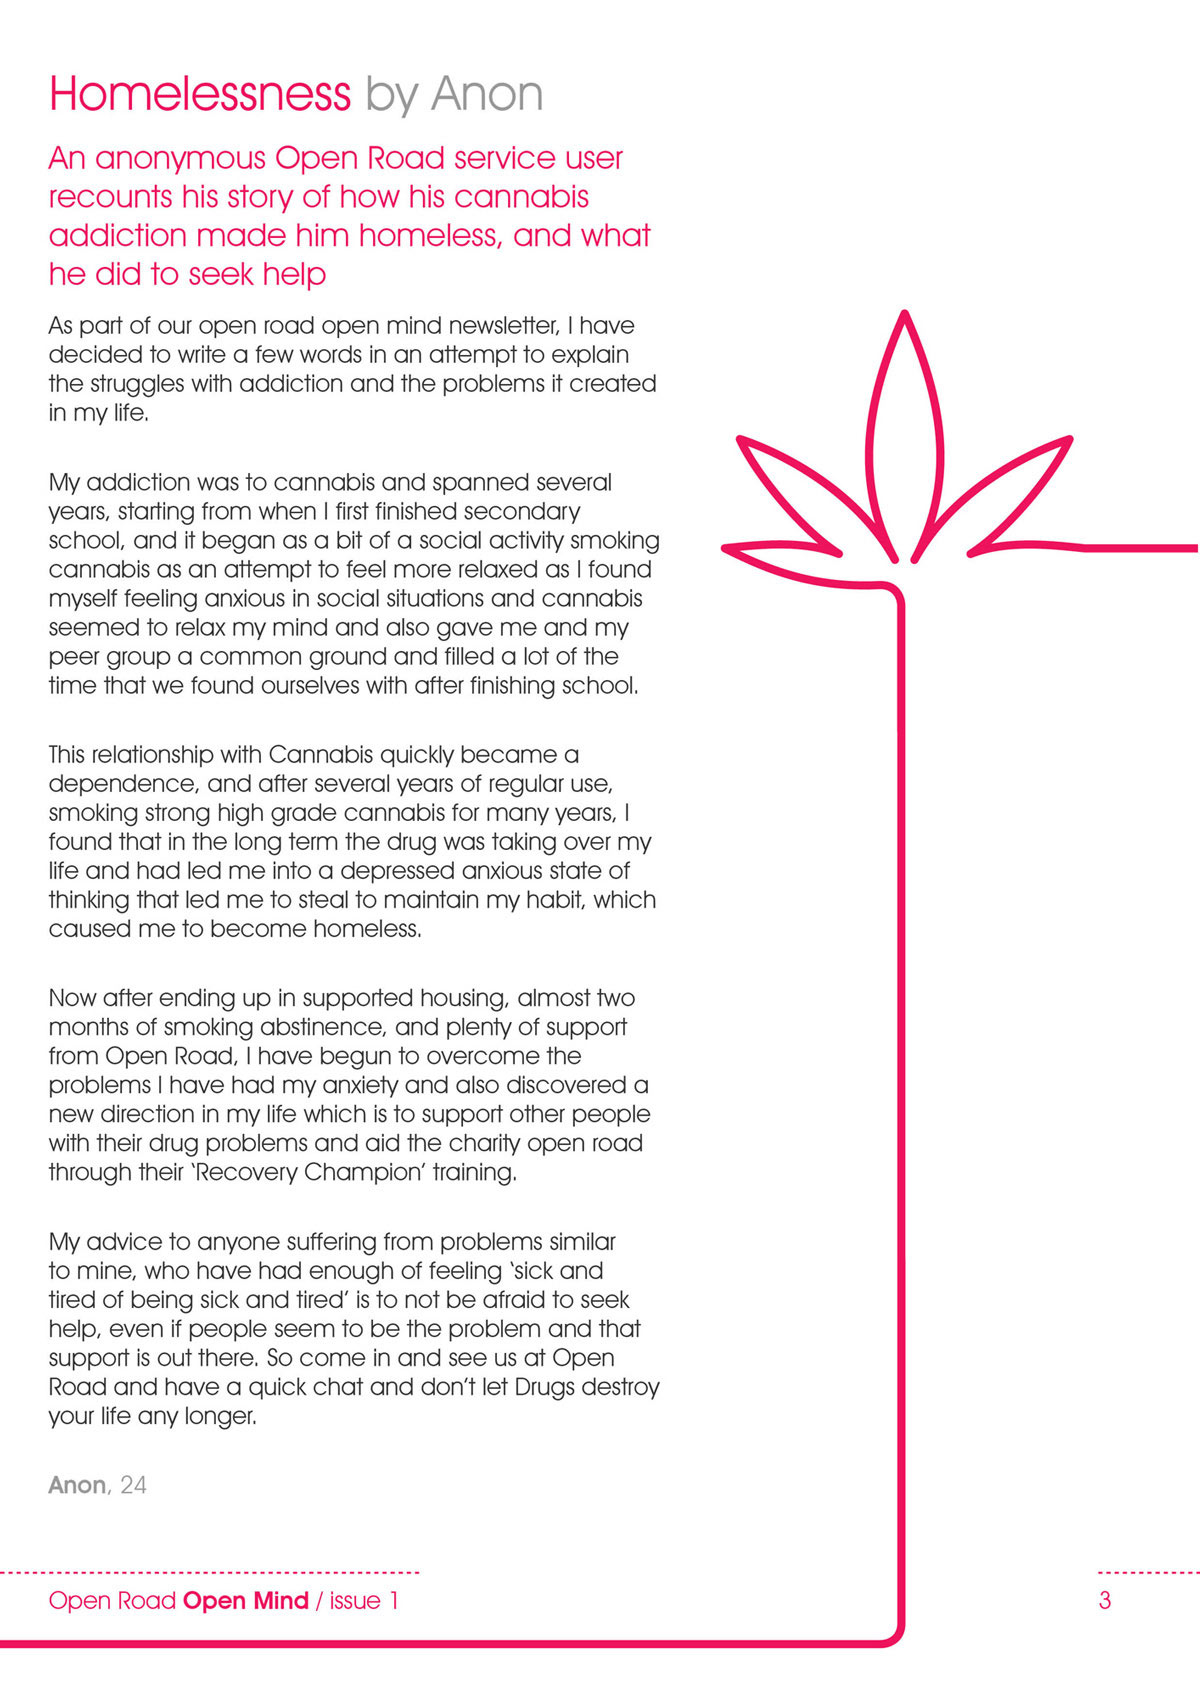 Homelessness by Anon
An anonymous Open Road service user
recounts his story of how his cannabis
addiction made him homeless, and what
he did to seek help
As part of our open road open mind newsletter, I have
decided to write a few words in an attempt to explain
the struggles with addiction and the problems it created
in my life.
My addiction was to cannabis and spanned several
years, starting from when I first finished secondary
school, and it began as a bit of a social activity smoking
cannabis as an attempt to feel more relaxed as I found
myself feeling anxious in social situations and cannabis
seemed to relax my mind and also gave me and my
peer group a common ground and filled a lot of the
time that we found ourselves with after finishing school.
This relationship with Cannabis quickly became a
dependence, and after several years of regular use,
smoking strong high grade cannabis for many years, I
found that in the long term the drug was taking over my
life and had led me into a depressed anxious state of
thinking that led me to steal to maintain my habit, which
caused me to become homeless.
Now after ending up in supported housing, almost two
months of smoking abstinence, and plenty of support
from Open Road, I have begun to overcome the
problems I have had my anxiety and also discovered a
new direction in my life which is to support other people
with their drug problems and aid the charity open road
through their ‘Recovery Champion’ training.
My advice to anyone suffering from problems similar
to mine, who have had enough of feeling ‘sick and
tired of being sick and tired’ is to not be afraid to seek
help, even if people seem to be the problem and that
support is out there. So come in and see us at Open
Road and have a quick chat and don’t let Drugs destroy
your life any longer.
Anon, 24
Open Road Open Mind / issue 1
3